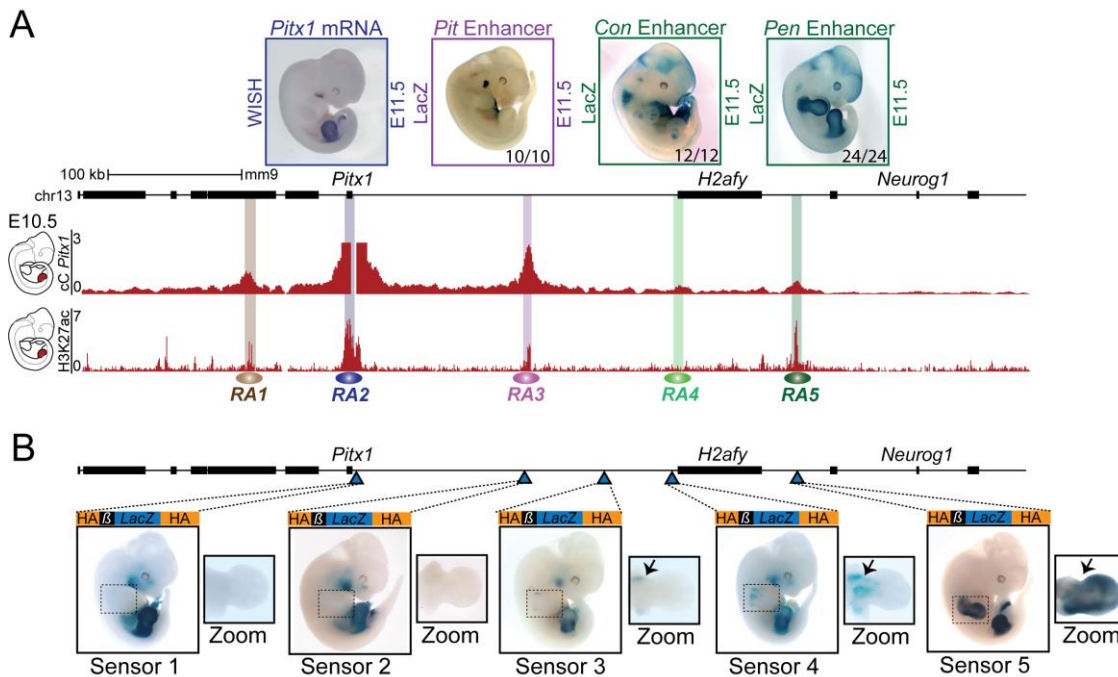 A
Pitx1 mRNA
Pit Enhancer
Con Enhancer
Pen Enhancer
WISH
E11.5
LacZ
E11.5
LacZ
E11.5
LacZ
E11.5
10/10
12/12
24/24
100 kb
mm9
Pitx1
H2afy
Neurog1
chr13
E10.5
cC Pitx1
3
0
H3K27ac
7
0
RA1
RA2
RA3
RA4
RA5
B
Pitx1
H2afy
Neurog1
HA ß LacZ HA
HA ß LacZ HA
HA ß LacZ HA
HA ß LacZ HA
HA ß LacZ HA
Zoom
Zoom
Zoom
Zoom
Zoom
Sensor 1
Sensor 2
Sensor 3
Sensor 4
Sensor 5